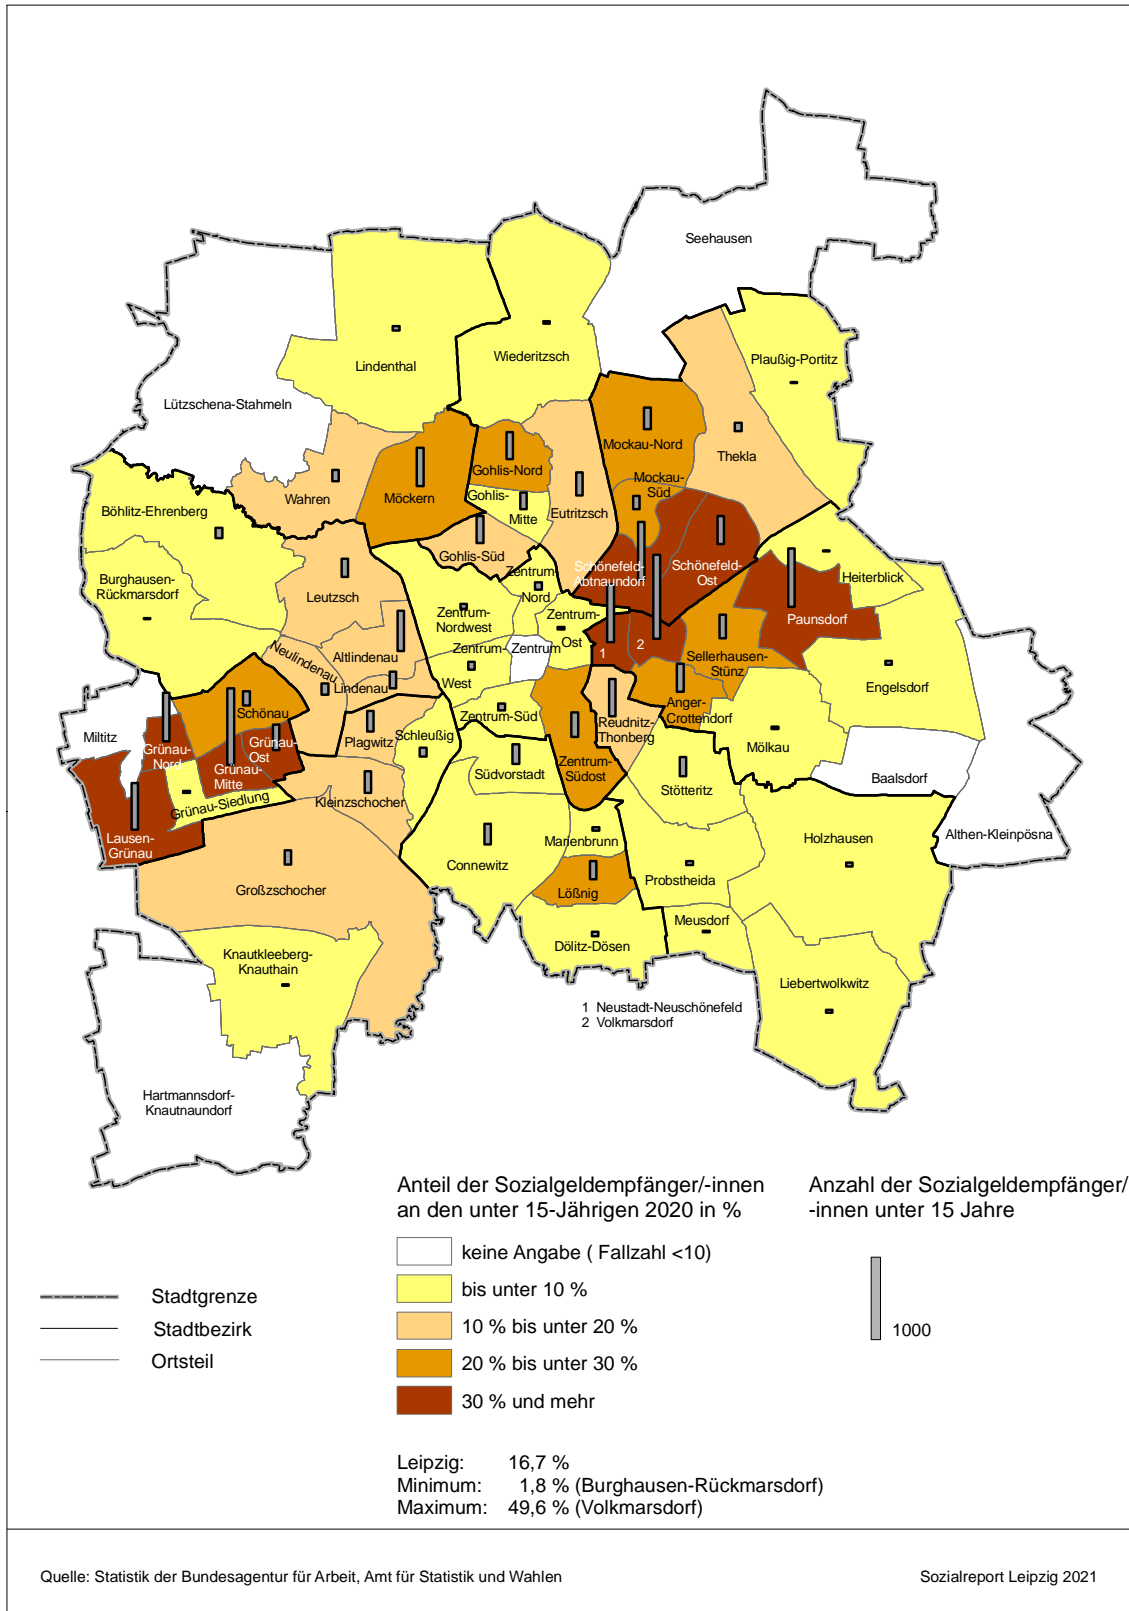 Seehausen
Wiederitzsch
Lindenthal
Plaußig-Portitz
Lützschena-Stahmeln
Mockau-Nord
Thekla
Gohlis-Nord
Möckern
Wahren
Mockau-
Süd
Gohlis-
Mitte
Eutritzsch
Böhlitz-Ehrenberg
Gohlis-Süd
Schönefeld-
Abtnaundorf
Schönefeld-
Ost
Heiterblick
Burghausen-
Rückmarsdorf
Leutzsch
Zentrum-
Nord
Zentrum-
Nordwest
Zentrum-
Ost
Paunsdorf
Altlindenau
Neulindenau
Zentrum-
West
Zentrum
1
2
Sellerhausen-
Stünz
Lindenau
Engelsdorf
Schönau
Anger-
Crottendorf
Miltitz
Plagwitz
Schleußig
Zentrum-Süd
Reudnitz-
Thonberg
Mölkau
Grünau-
Nord
Grünau-
Ost
Grünau-
Mitte
Zentrum-
Südost
Südvorstadt
Baalsdorf
Stötteritz
Grünau-Siedlung
Kleinzschocher
Lausen-
Grünau
Marienbrunn
Holzhausen
Althen-Kleinpösna
Connewitz
Probstheida
Großzschocher
Lößnig
Meusdorf
Dölitz-Dösen
Knautkleeberg-
Knauthain
Liebertwolkwitz
1 Neustadt-Neuschönefeld
2 Volkmarsdorf
Hartmannsdorf-
Knautnaundorf
Anteil der Sozialgeldempfänger/-innen
an den unter 15-Jährigen 2020 in %
keine Angabe ( Fallzahl <10)
bis unter 10 %
10 % bis unter 20 %
20 % bis unter 30 %
30 % und mehr
Anzahl der Sozialgeldempfänger/
-innen unter 15 Jahre
1000
Stadtgrenze
Stadtbezirk
Ortsteil
Leipzig: 16,7 %
Minimum: 1,8 % (Burghausen-Rückmarsdorf)
Maximum: 49,6 % (Volkmarsdorf)
Quelle: Statistik der Bundesagentur für Arbeit, Amt für Statistik und Wahlen
Sozialreport Leipzig 2021